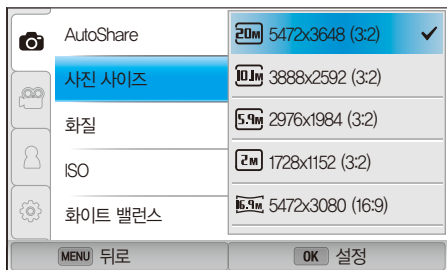 AutoShare
사진 사이즈
화질
ISO
화이트 밸런스
20M 5472x3648 (3:2)
10.1M 3888x2592 (3:2)
5.9M 2976x1984 (3:2)
2M 1728x1152 (3:2)
16.9M 5472x3080 (16:9)
MENU 뒤로
OK 설정